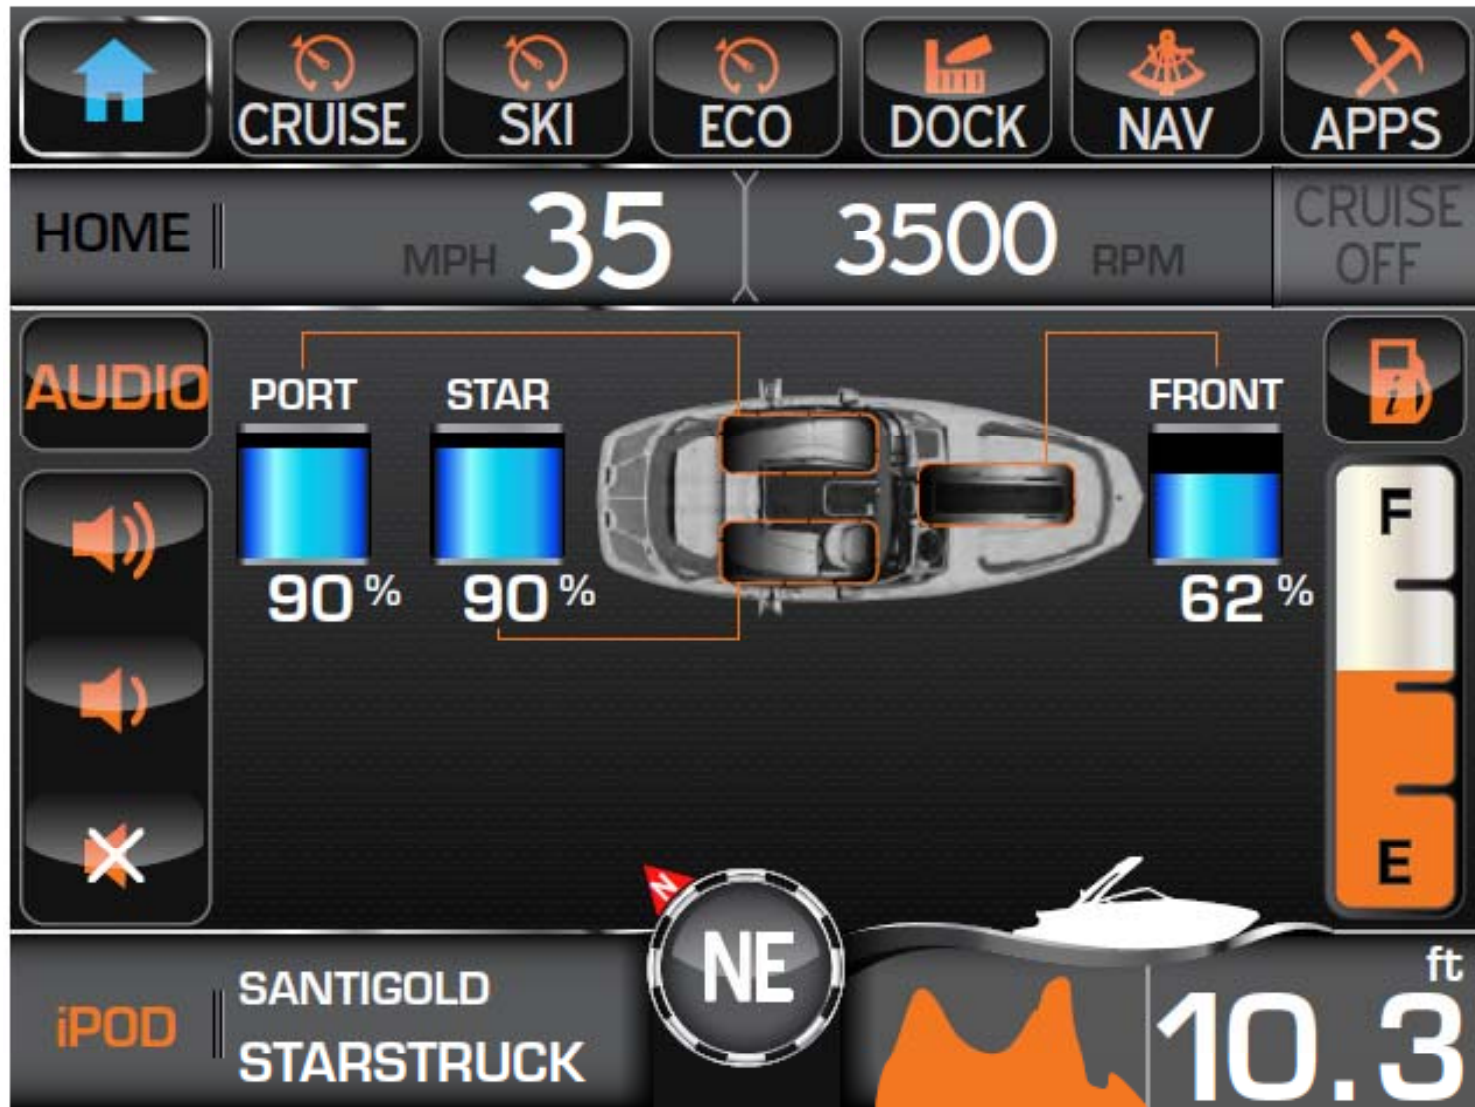 CRUISE
SKI
ECO
DOCK
NAV
APPS
HOME
MPH 35
3500 RPM
CRUISE
OFF
AUDIO
PORT
STAR
FRONT
90 %
90 %
62 %
F
E
i
N
NE
iPOD
SANTIGOLD
STARSTRUCK
ft
10.3